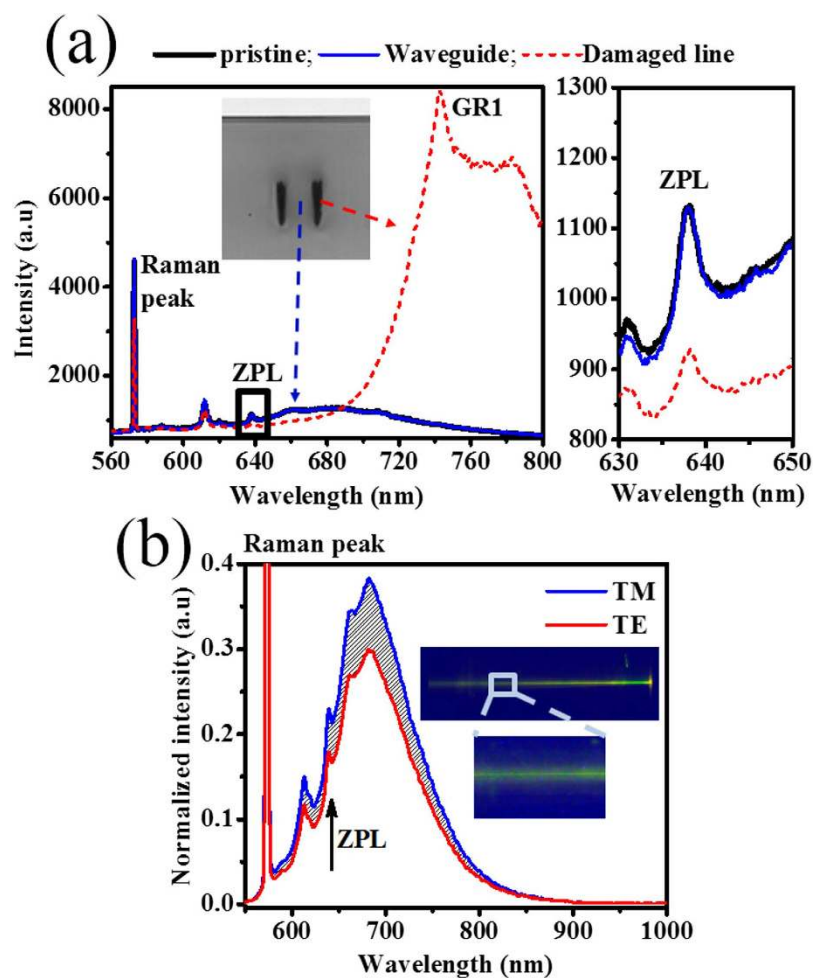 (a)
pristine; Waveguide; Damaged line
8000
6000
4000
2000
Intensity (a.u)
Raman
peak
ZPL
GR1
560 600 640 680 720 760 800
Wavelength (nm)
1300
1200
1100
1000
900
800
ZPL
630 640 650
Wavelength (nm)
(b)
Raman peak
0.4
0.3
0.2
0.1
0.0
Normalized intensity (a.u)
TM
TE
ZPL
600 700 800 900 1000
Wavelength (nm)